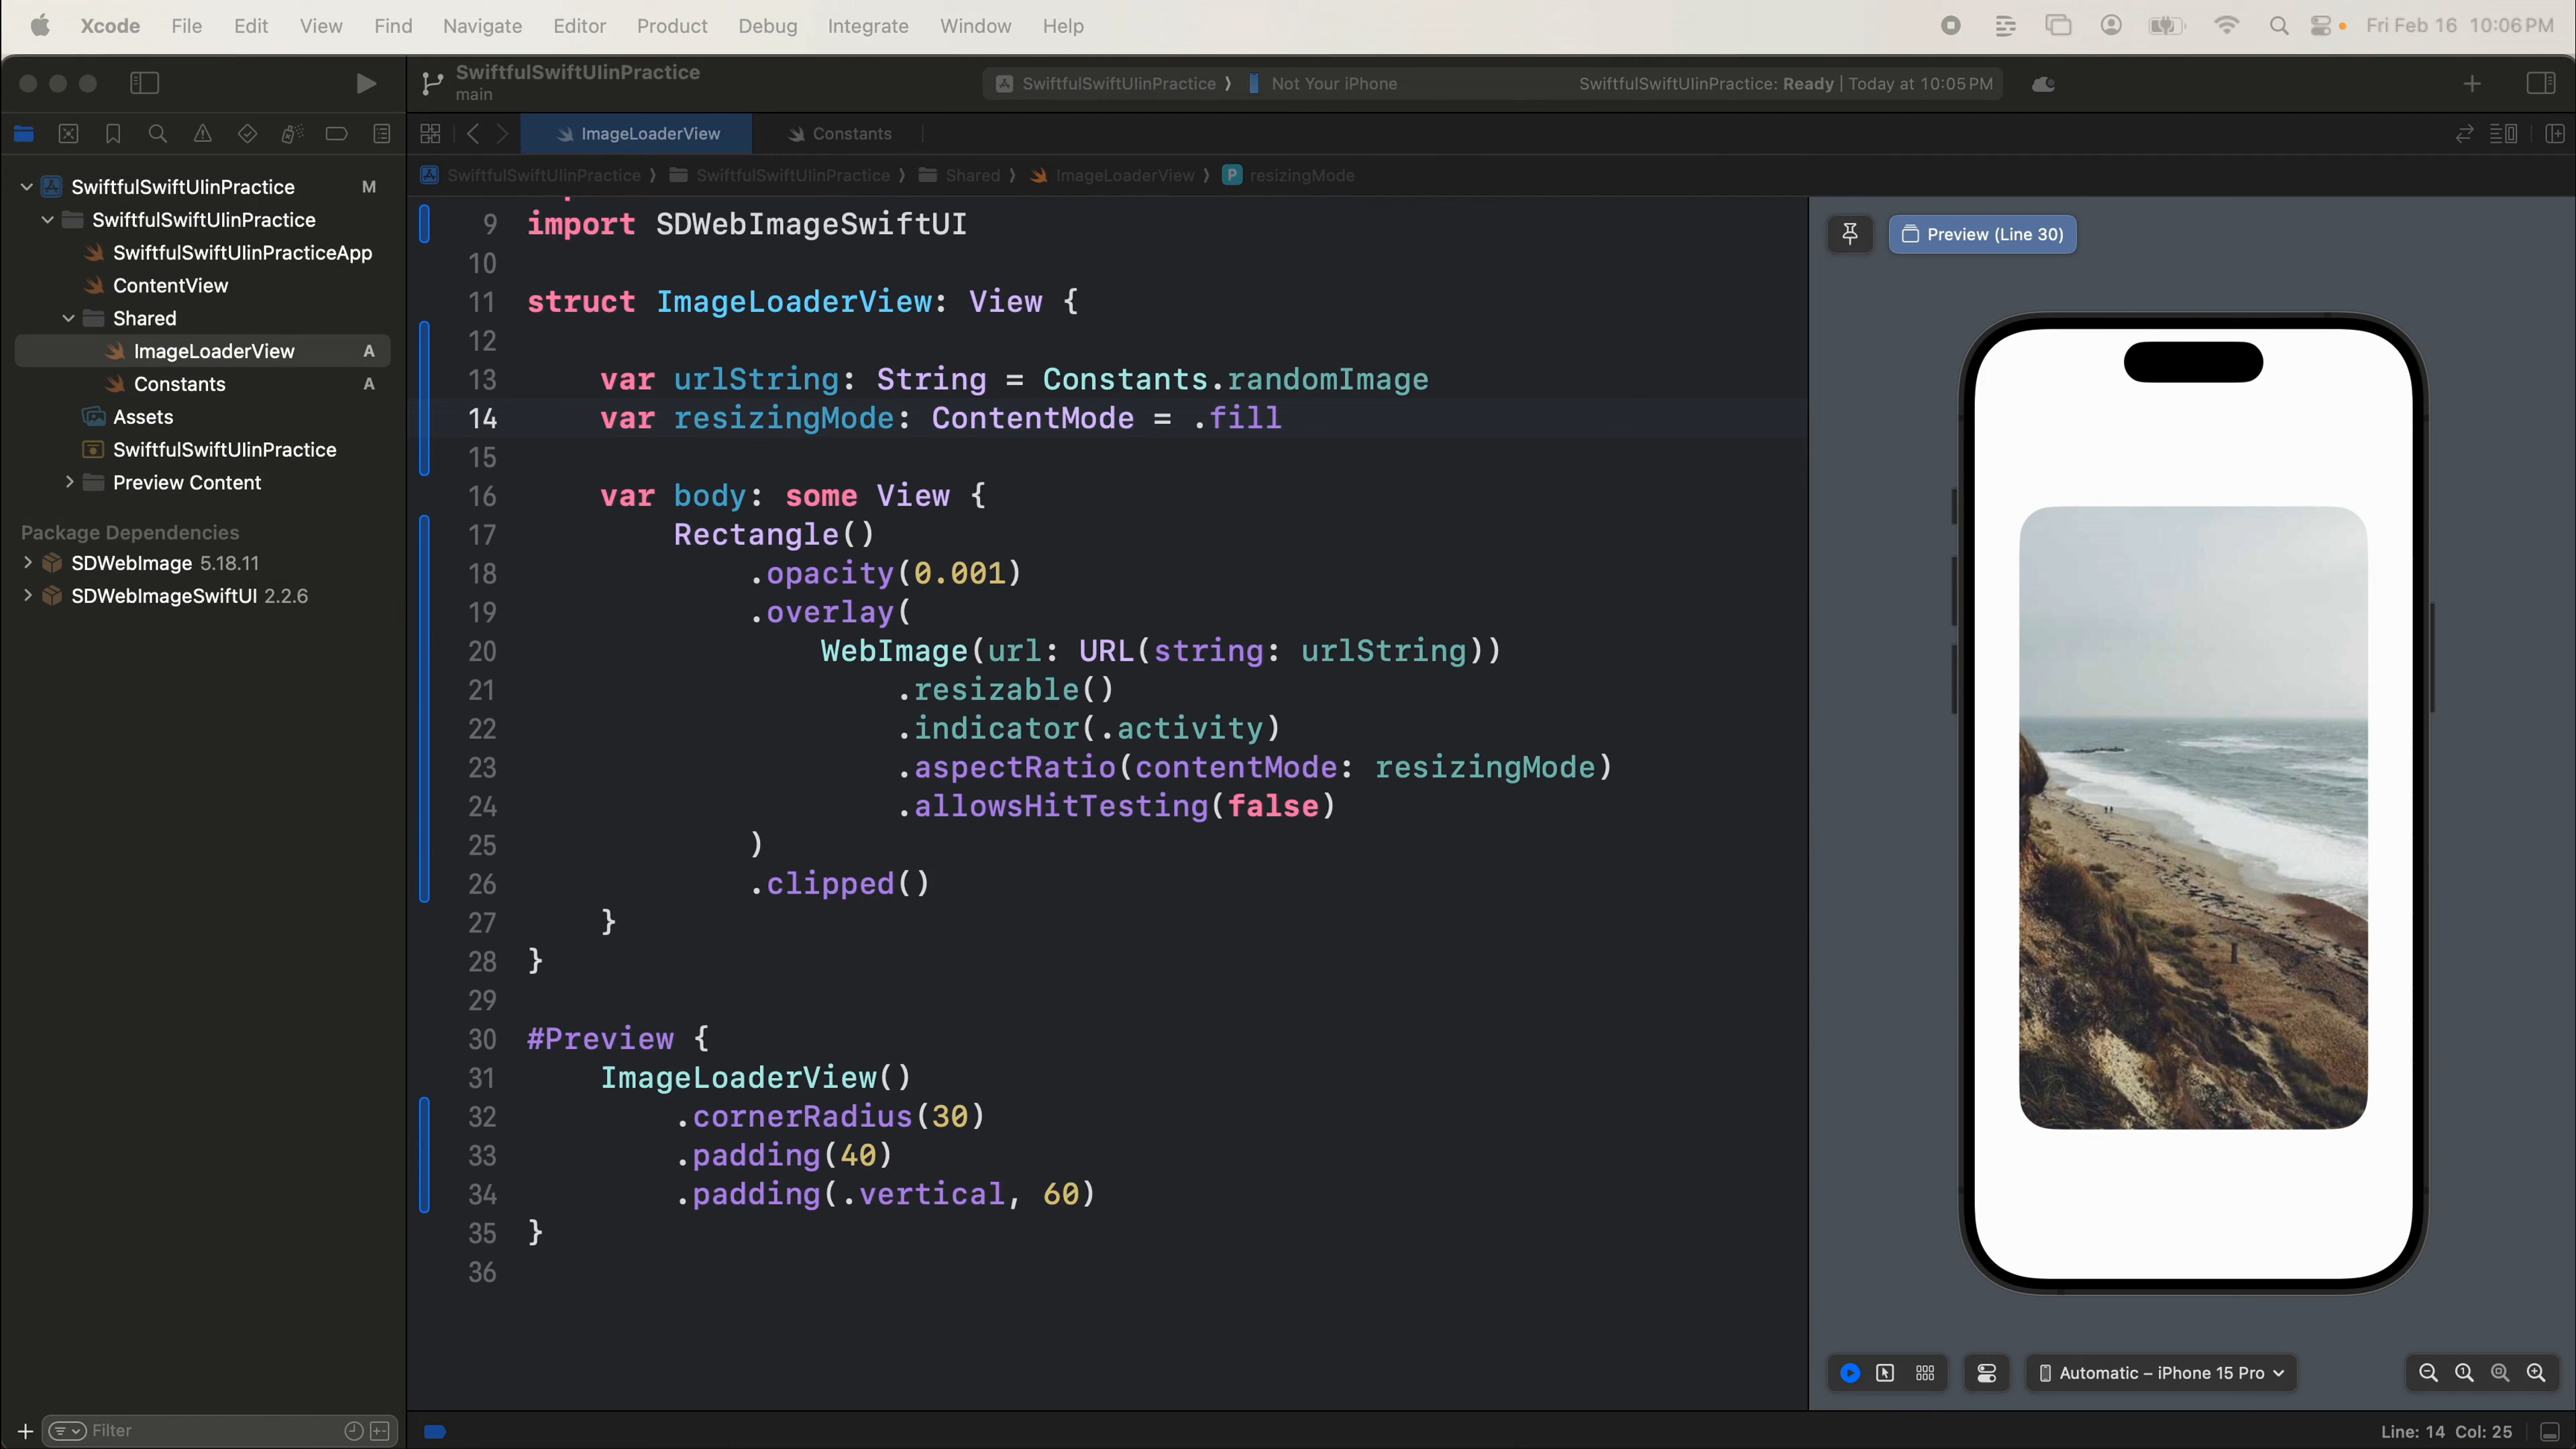 Xcode File Edit View Find Navigate Editor Product Debug Integrate Window Help Fri Feb 16 10:06 PM
SwiftfulSwiftUIinPractice
main
SwiftfulSwiftUIinPractice ⟩ Not Your iPhone SwiftfulSwiftUIinPractice: Ready | Today at 10:05 PM
ImageLoaderView Constants
SwiftfulSwiftUIinPractice ⟩ SwiftfulSwiftUIinPractice ⟩ Shared ⟩ ImageLoaderView ⟩ P resizingMode
SwiftfulSwiftUIinPractice M
SwiftfulSwiftUIinPractice
SwiftfulSwiftUIinPracticeApp
ContentView
Shared
ImageLoaderView A
Constants A
Assets
SwiftfulSwiftUIinPractice
Preview Content
Package Dependencies
SDWebImage 5.18.11
SDWebImageSwiftUI 2.2.6
Filter
9 import SDWebImageSwiftUI
10
11 struct ImageLoaderView: View {
12
13 var urlString: String = Constants.randomImage
14 var resizingMode: ContentMode = .fill
15
16 var body: some View {
17 Rectangle()
18 .opacity(0.001)
19 .overlay(
20 WebImage(url: URL(string: urlString))
21 .resizable()
22 .indicator(.activity)
23 .aspectRatio(contentMode: resizingMode)
24 .allowsHitTesting(false)
25 )
26 .clipped()
27 }
28 }
29
30 #Preview {
31 ImageLoaderView()
32 .cornerRadius(30)
33 .padding(40)
34 .padding(.vertical, 60)
35 }
36
Preview (Line 30)
Automatic – iPhone 15 Pro
Line: 14 Col: 25